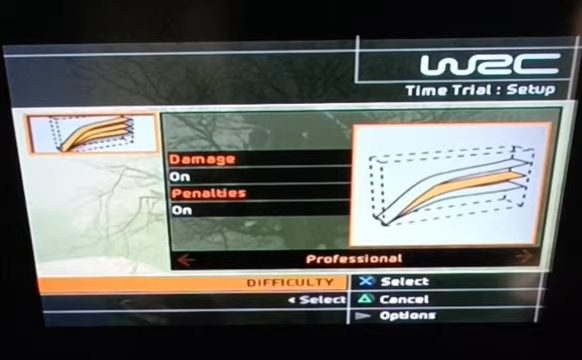 WRC
Time Trial : Setup
Damage
On
Penalties
On
Professional
DIFFICULTY
Select
Select
Cancel
Options